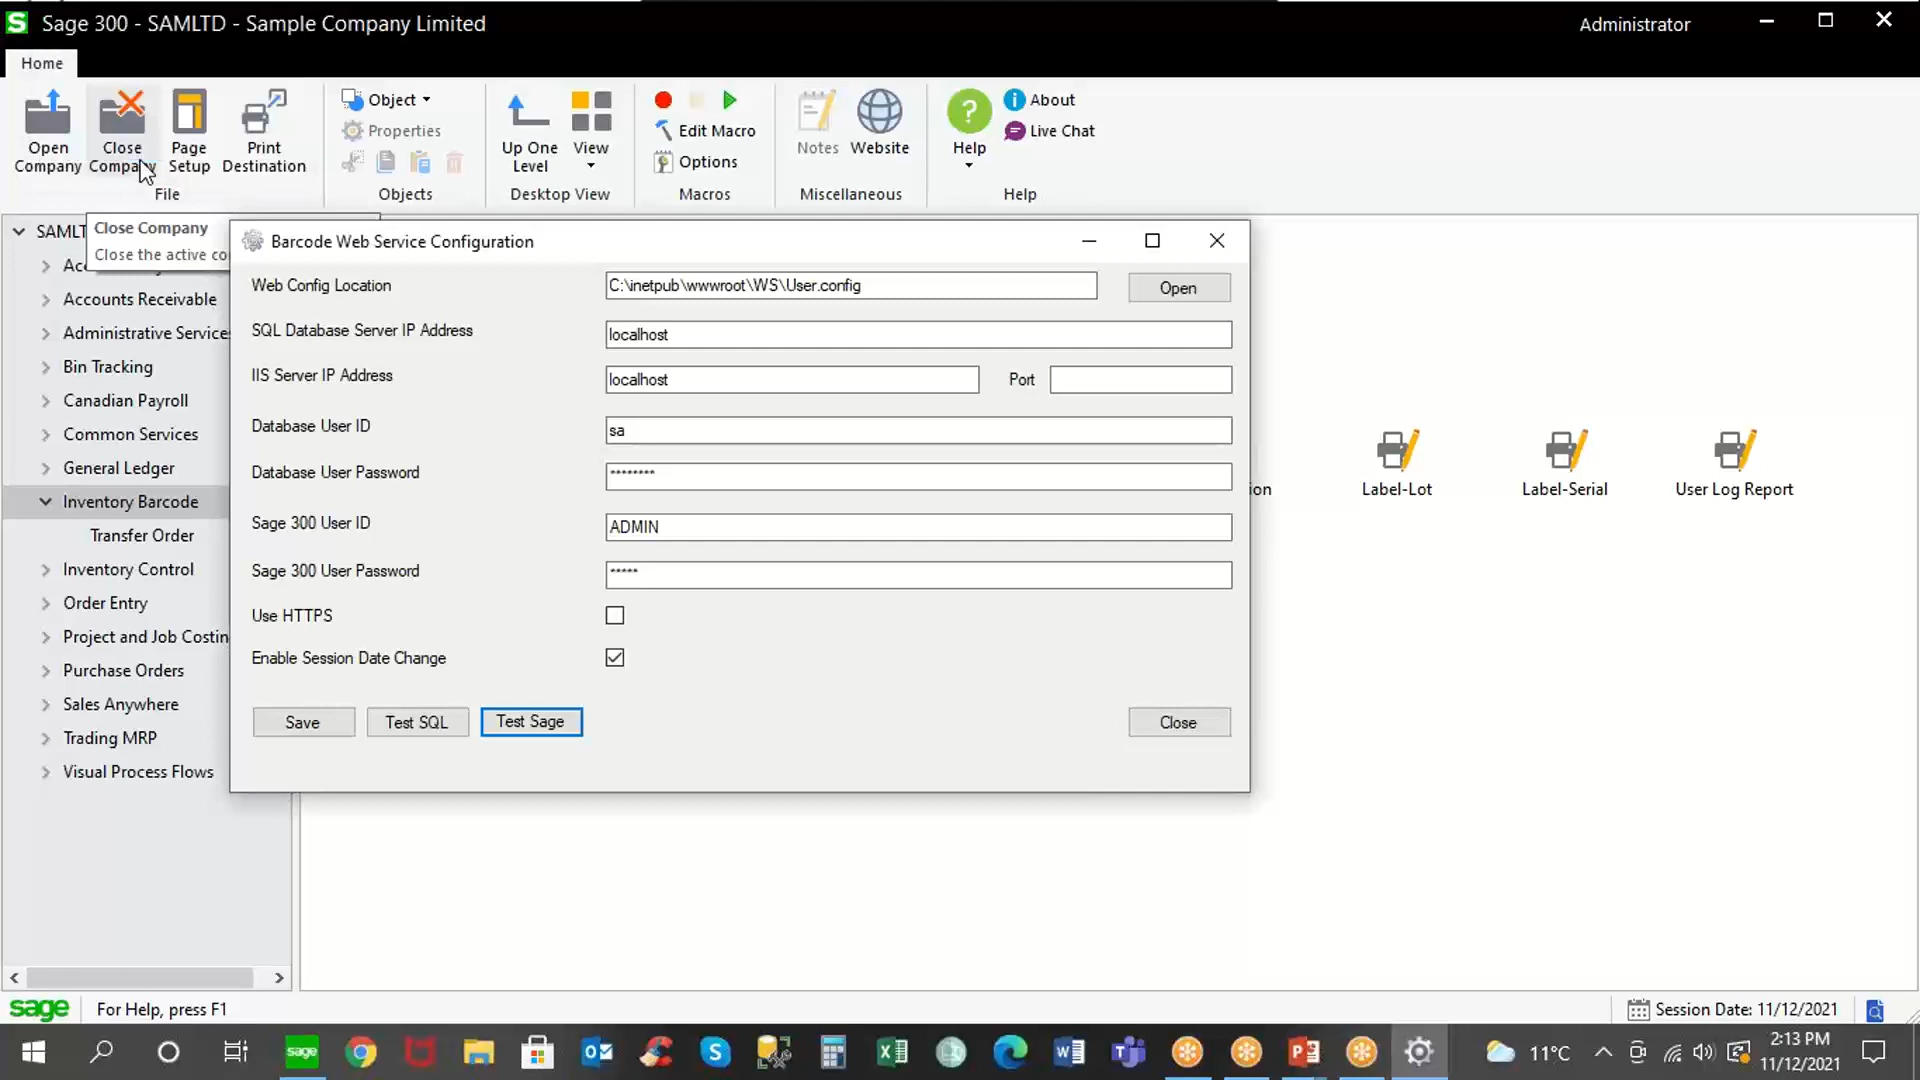 Sage 300 - SAMLTD - Sample Company Limited
Administrator
Home
Open Company
Close Company
Page Setup
Print Destination
File
Object
Properties
Objects
Up One Level
View
Desktop View
Edit Macro
Options
Macros
Notes
Website
Miscellaneous
Help
About
Live Chat
Help
SAMLT
Close Company
Close the active co
Accounts Receivable
Administrative Services
Bin Tracking
Canadian Payroll
Common Services
General Ledger
Inventory Barcode
Transfer Order
Inventory Control
Order Entry
Project and Job Costin
Purchase Orders
Sales Anywhere
Trading MRP
Visual Process Flows
Barcode Web Service Configuration
Web Config Location
C:\inetpub\wwwroot\WS\User.config
Open
SQL Database Server IP Address
localhost
IIS Server IP Address
localhost
Port
Database User ID
sa
Database User Password
********
Sage 300 User ID
ADMIN
Sage 300 User Password
*****
Use HTTPS
Enable Session Date Change
Save
Test SQL
Test Sage
Close
ion
Label-Lot
Label-Serial
User Log Report
sage
For Help, press F1
Session Date: 11/12/2021
sage
11°C
2:13 PM
11/12/2021